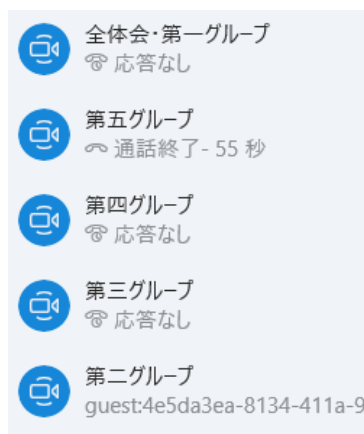 全体会・第一グループ
応答なし
第五グループ
通話終了- 55 秒
第四グループ
応答なし
第三グループ
応答なし
第二グループ
guest:4e5da3ea-8134-411a-9